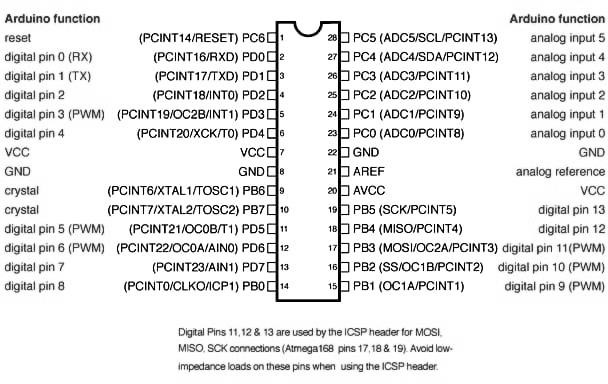 Arduino function Arduino function
reset (PCINT14/RESET) PC6 1 28 PC5 (ADC5/SCL/PCINT13) analog input 5
digital pin 0 (RX) (PCINT16/RXD) PD0 2 27 PC4 (ADC4/SDA/PCINT12) analog input 4
digital pin 1 (TX) (PCINT17/TXD) PD1 3 26 PC3 (ADC3/PCINT11) analog input 3
digital pin 2 (PCINT18/INT0) PD2 4 25 PC2 (ADC2/PCINT10) analog input 2
digital pin 3 (PWM) (PCINT19/OC2B/INT1) PD3 5 24 PC1 (ADC1/PCINT9) analog input 1
digital pin 4 (PCINT20/XCK/T0) PD4 6 23 PC0 (ADC0/PCINT8) analog input 0
VCC VCC 7 22 GND GND
GND GND 8 21 AREF analog reference
crystal (PCINT6/XTAL1/TOSC1) PB6 9 20 AVCC VCC
crystal (PCINT7/XTAL2/TOSC2) PB7 10 19 PB5 (SCK/PCINT5) digital pin 13
digital pin 5 (PWM) (PCINT21/OC0B/T1) PD5 11 18 PB4 (MISO/PCINT4) digital pin 12
digital pin 6 (PWM) (PCINT22/OC0A/AIN0) PD6 12 17 PB3 (MOSI/OC2A/PCINT3) digital pin 11(PWM)
digital pin 7 (PCINT23/AIN1) PD7 13 16 PB2 (SS/OC1B/PCINT2) digital pin 10 (PWM)
digital pin 8 (PCINT0/CLKO/ICP1) PB0 14 15 PB1 (OC1A/PCINT1) digital pin 9 (PWM)
Digital Pins 11,12 & 13 are used by the ICSP header for MOSI,
MISO, SCK connections (Atmega168 pins 17,18 & 19). Avoid low-
impedance loads on these pins when using the ICSP header.